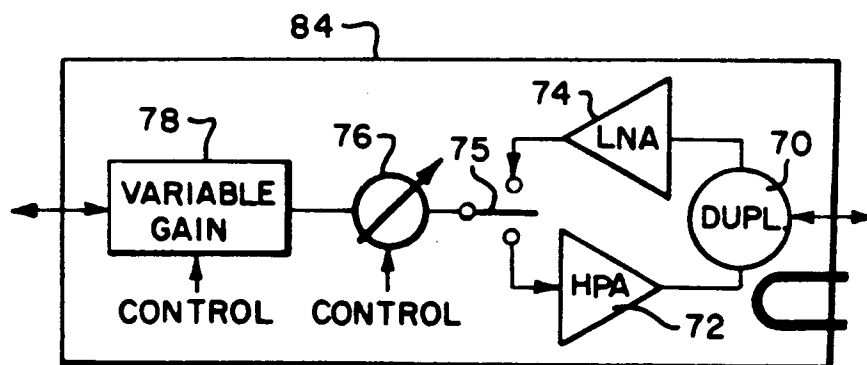 84
78
76
75
74
70
LNA
VARIABLE
GAIN
DUPL.
HPA
72
CONTROL
CONTROL